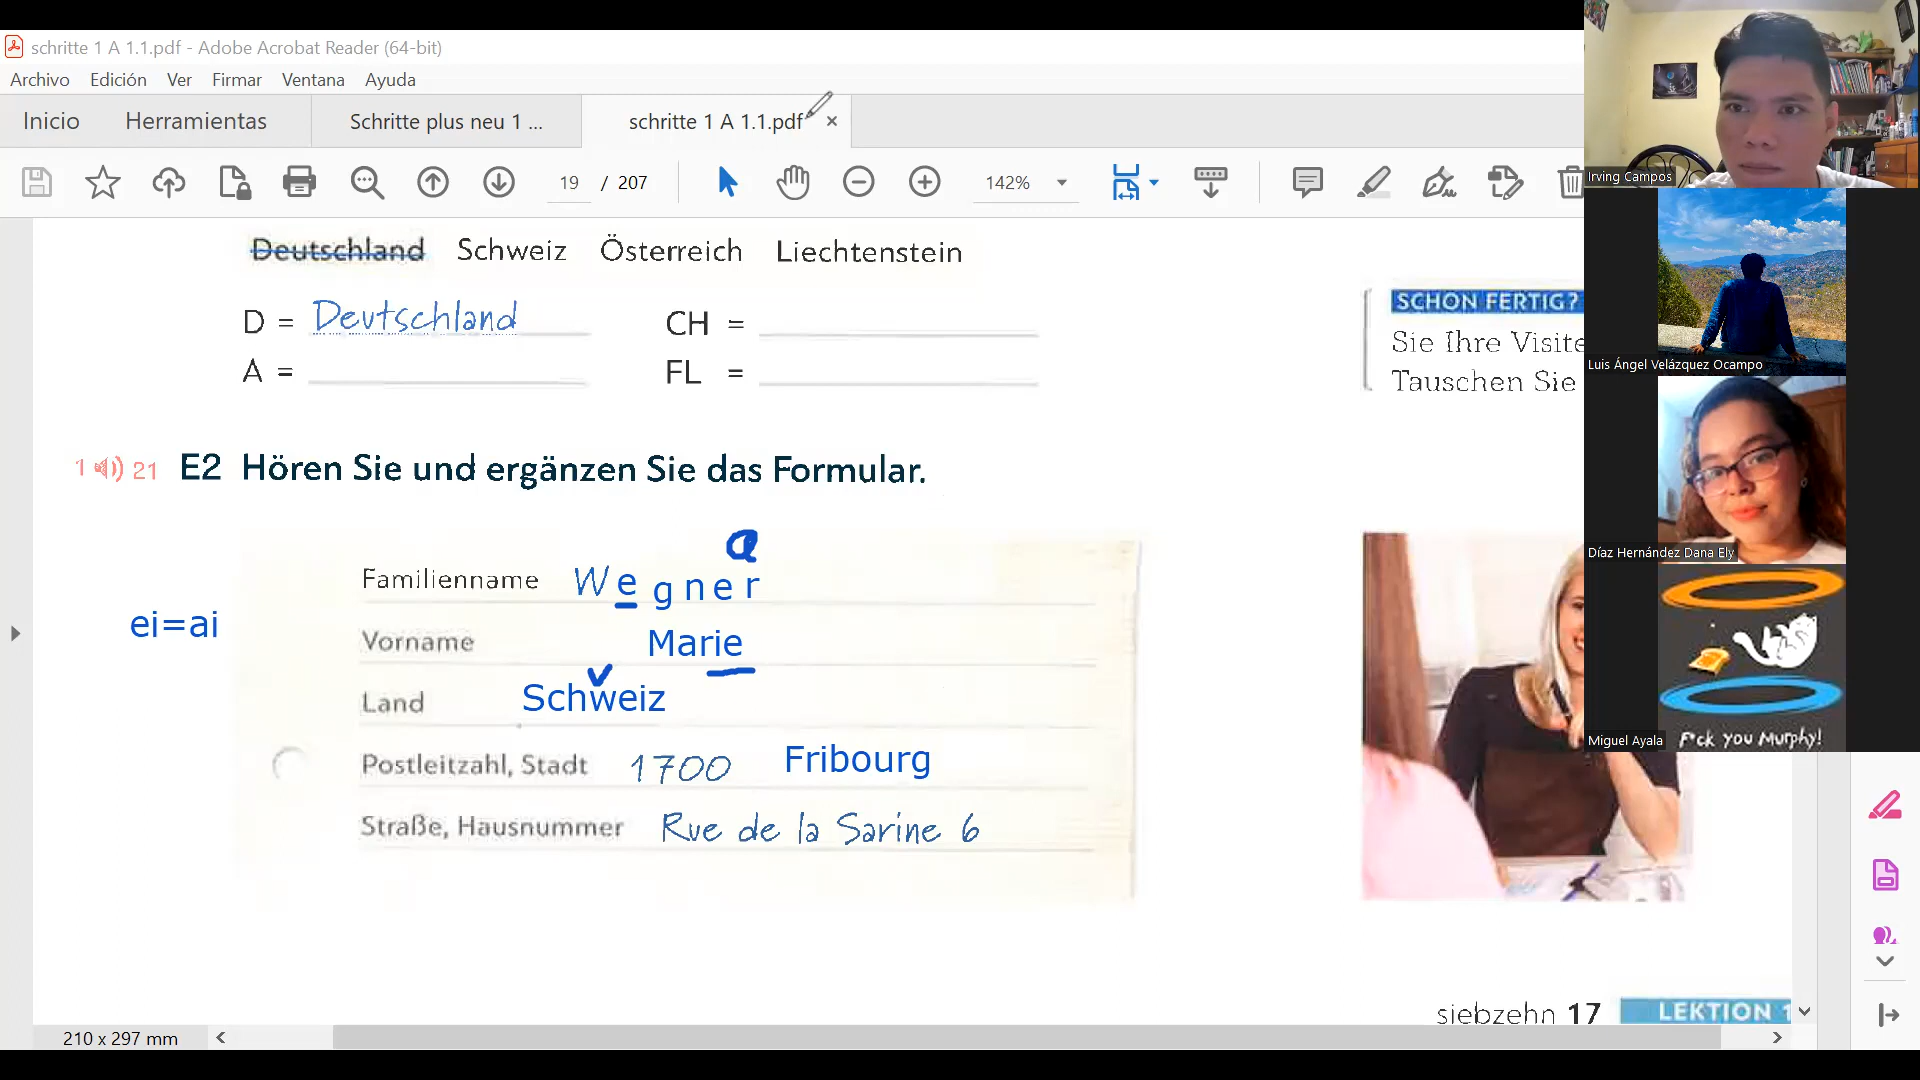 schritte 1 A 1.1.pdf - Adobe Acrobat Reader (64-bit)
Archivo Edición Ver Firmar Ventana Ayuda
Inicio Herramientas Schritte plus neu 1 ... schritte 1 A 1.1.pdf
19 / 207 142%
Deutschland Schweiz Österreich Liechtenstein
D = Deutschland CH =
A = FL =
SCHON FERTIG?
Sie Ihre Visite
Tauschen Sie
1 21 E2 Hören Sie und ergänzen Sie das Formular.
a
Familienname Wegner
ei=ai
Vorname Marie
v
Land Schweiz
Postleitzahl, Stadt 1700 Fribourg
Straße, Hausnummer Rue de la Sarine 6
siebzehn 17 LEKTION 1
210 x 297 mm
Irving Campos
Luis Ángel Velázquez Ocampo
Díaz Hernández Dana Ely
Miguel Ayala
F*ck you Murphy!